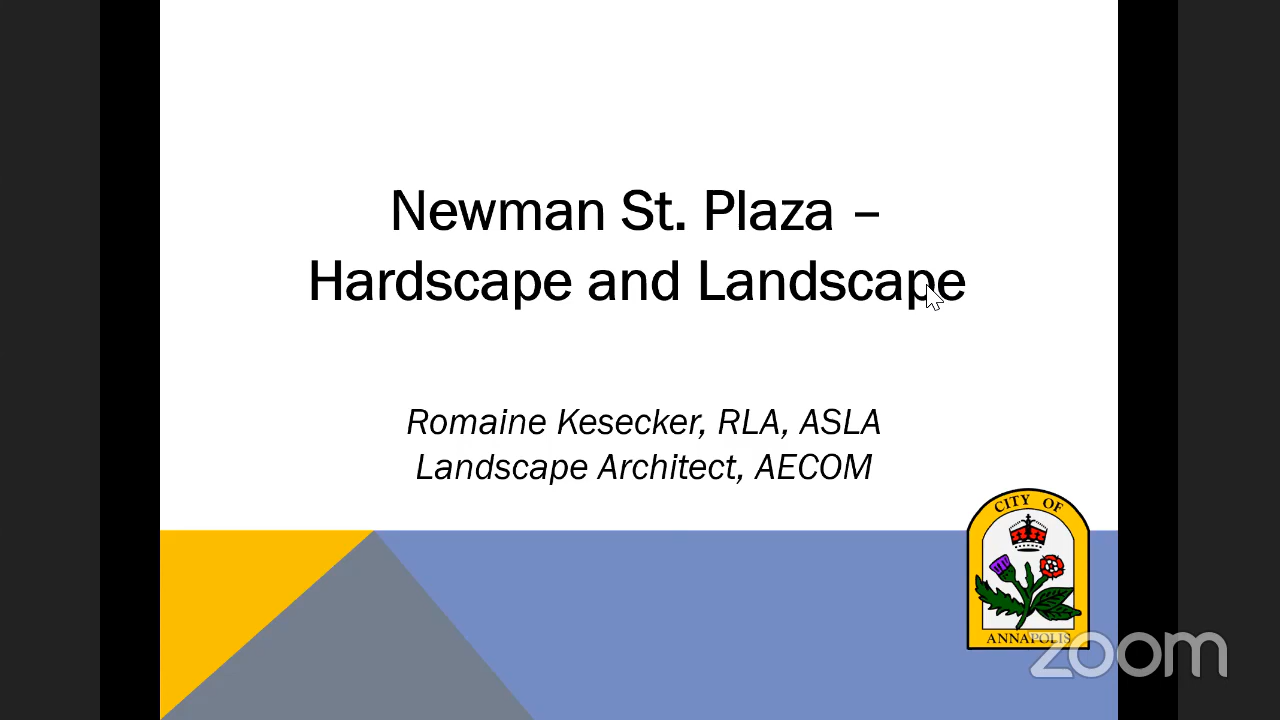 Newman St. Plaza –
Hardscape and Landscape
Romaine Kesecker, RLA, ASLA
Landscape Architect, AECOM
CITY OF
ANNAPOLIS
zoom